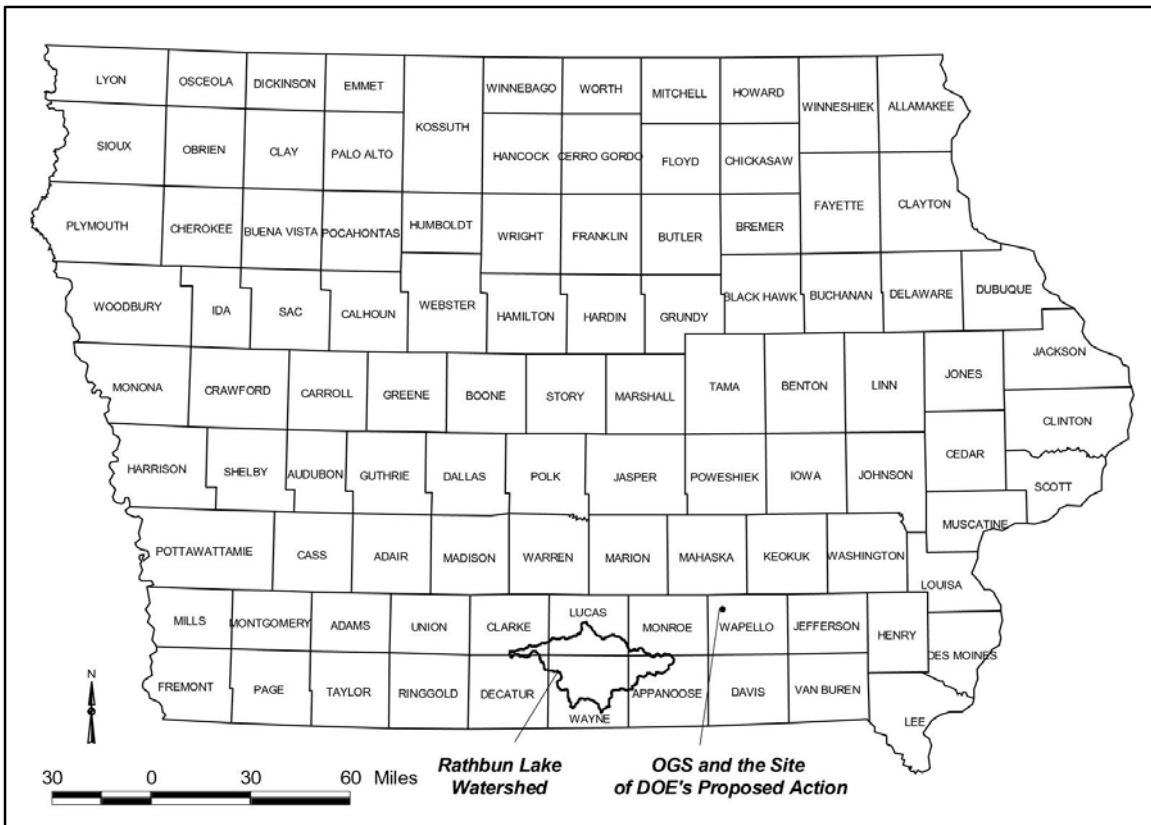 LYON OSCEOLA DICKINSON EMMET WINNEBAGO WORTH MITCHELL HOWARD WINNESHIEK ALLAMAKEE
KOSSUTH
SIOUX OBRIEN CLAY PALO ALTO HANCOCK CERRO GORDO FLOYD CHICKASAW
FAYETTE CLAYTON
PLYMOUTH CHEROKEE BUENA VISTA POCAHONTAS HUMBOLDT WRIGHT FRANKLIN BUTLER BREMER
WOODBURY IDA SAC CALHOUN WEBSTER HAMILTON HARDIN GRUNDY BLACK HAWK BUCHANAN DELAWARE DUBUQUE
JACKSON
MONONA CRAWFORD CARROLL GREENE BOONE STORY MARSHALL TAMA BENTON LINN JONES
CLINTON
HARRISON SHELBY AUDUBON GUTHRIE DALLAS POLK JASPER POWESHIEK IOWA JOHNSON CEDAR
SCOTT
MUSCATINE
POTTAWATTAMIE CASS ADAIR MADISON WARREN MARION MAHASKA KEOKUK WASHINGTON
LOUISA
MILLS MONTGOMERY ADAMS UNION CLARKE LUCAS MONROE WAPELLO JEFFERSON HENRY
DES MOINES
FREMONT PAGE TAYLOR RINGGOLD DECATUR WAYNE APPANOOSE DAVIS VAN BUREN
LEE
N
30 0 30 60 Miles
Rathbun Lake
Watershed
OGS and the Site
of DOE's Proposed Action